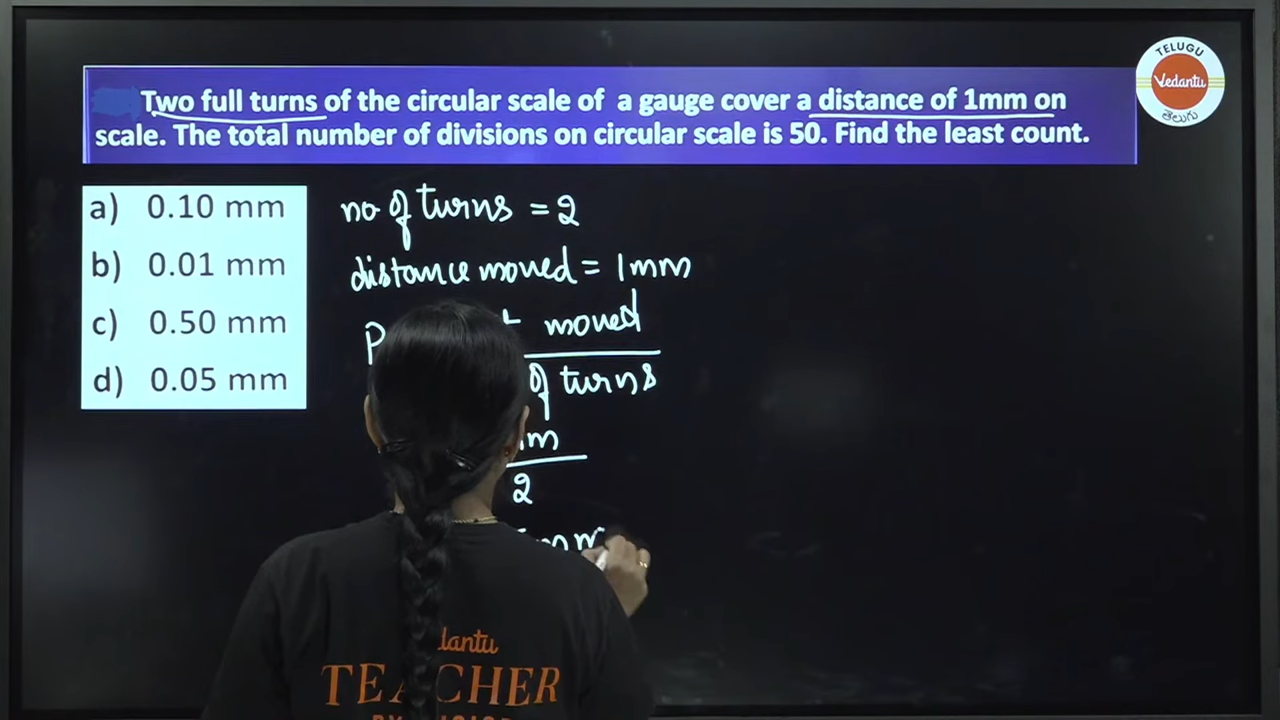 Two full turns of the circular scale of a gauge cover a distance of 1mm on
scale. The total number of divisions on circular scale is 50. Find the least count.
TELUGU
Vedantu
తెలుగు
a) 0.10 mm
b) 0.01 mm
c) 0.50 mm
d) 0.05 mm
no of turns = 2
distance moved = 1mm
P moved
of turns
m
2
mm
dantu
TEACHER